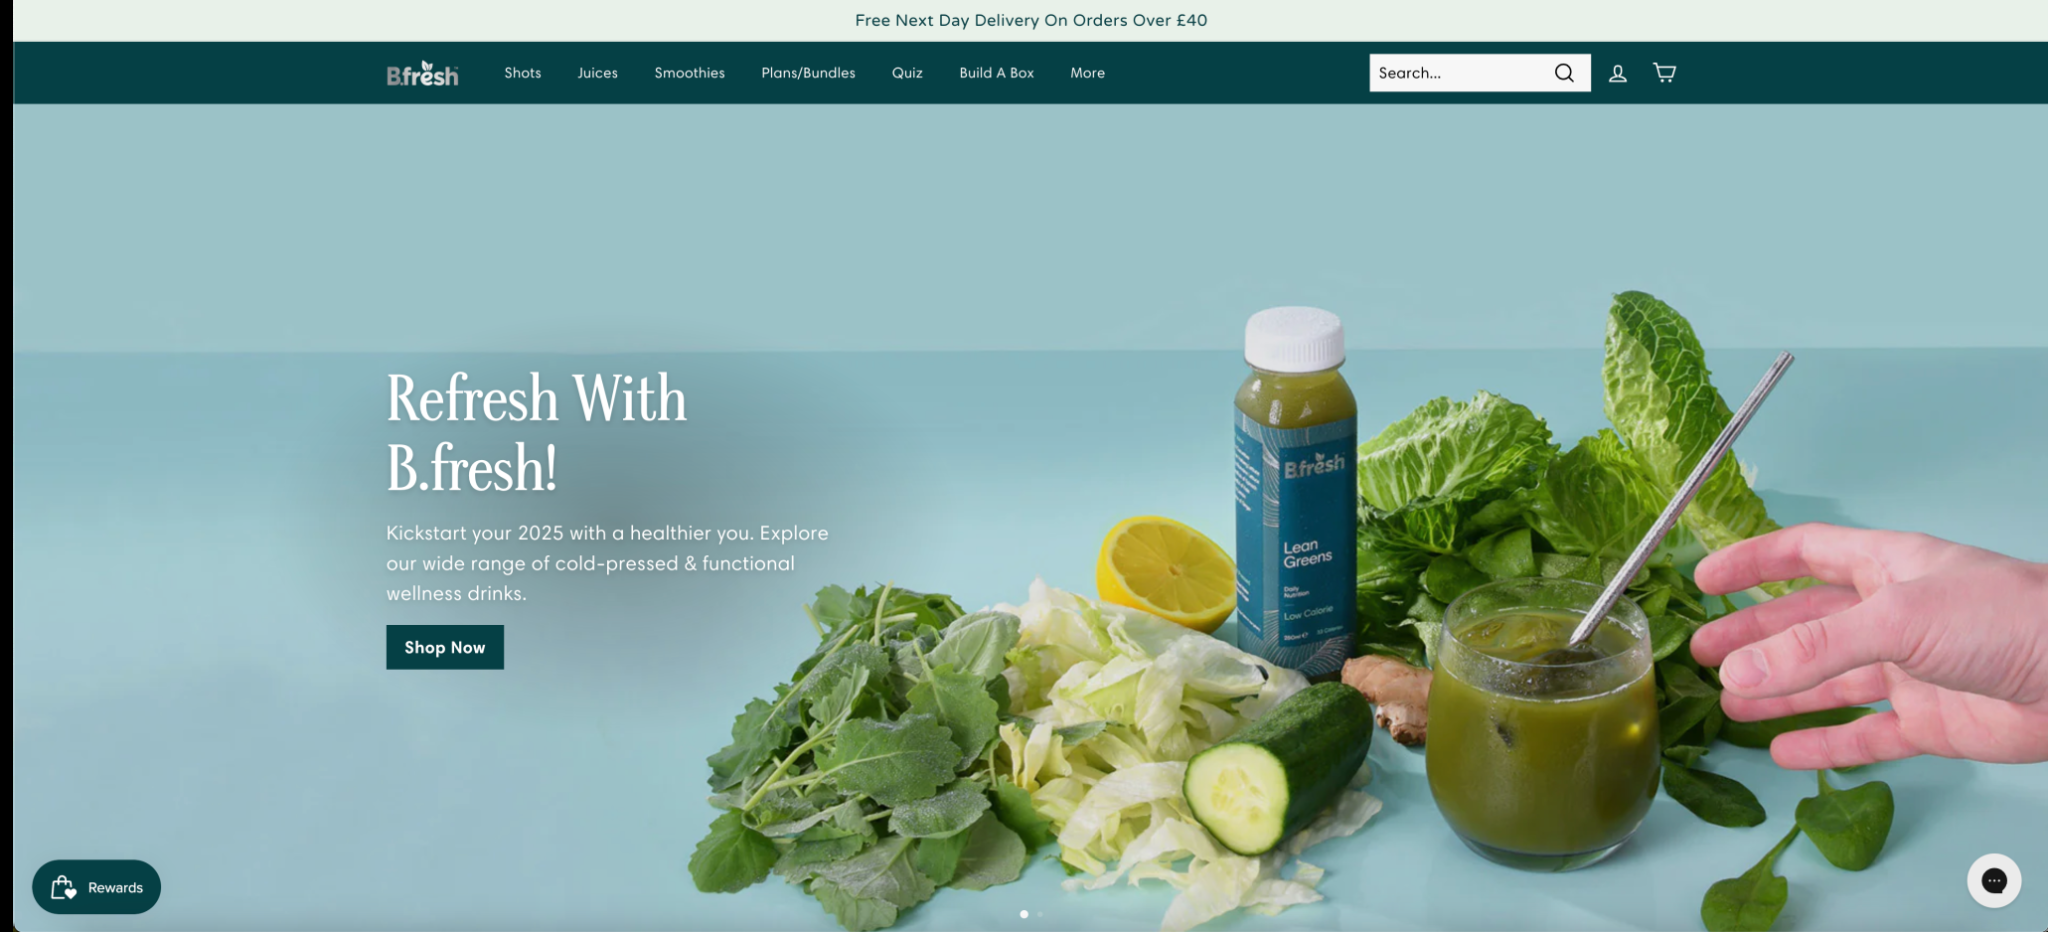 Free Next Day Delivery On Orders Over £40
B.fresh
Shots
Juices
Smoothies
Plans/Bundles
Quiz
Build A Box
More
Search...
Refresh With
B.fresh!
Kickstart your 2025 with a healthier you. Explore
our wide range of cold-pressed & functional
wellness drinks.
Shop Now
B.fresh
Lean
Greens
Daily
Nutrition
Low Calorie
Rewards